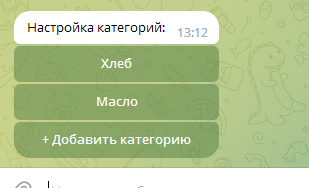 Настройка категорий:
13:12
Хлеб
Масло
+ Добавить категорию